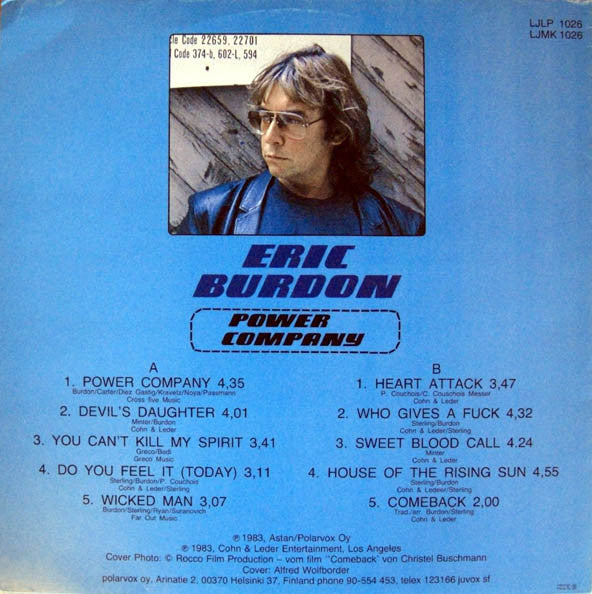 LJLP 1026
LJMK 1026
le Code 22659, 22701
Code 374-b, 602-L, 594
ERIC
BURDON
POWER
COMPANY
A
1. POWER COMPANY 4,35
Burdon/Carter/Diez Gastig/Kravetz/Noya/Passmann
Cross five Music
2. DEVIL'S DAUGHTER 4,01
Minter/Burdon
Cohn & Leder
3. YOU CAN'T KILL MY SPIRIT 3,41
Greco/Bedi
Greco Music
4. DO YOU FEEL IT (TODAY) 3,11
Sterling/Burdon/P. Couchois
Cohn & Leder/Sterling
5. WICKED MAN 3,07
Burdon/Sterling/Ryan/Suranovich
Far Out Music
B
1. HEART ATTACK 3,47
P. Couchois/C. Couschois Messer
Cohn & Leder
2. WHO GIVES A FUCK 4,32
Sterling/Burdon
Cohn & Leder/Sterling
3. SWEET BLOOD CALL 4.24
Minter
Cohn & Leder
4. HOUSE OF THE RISING SUN 4,55
Sterling/Burdon
Cohn & Ledeer/Sterling
5. COMEBACK 2,00
Trad./arr. Burdon/Sterling
Cohn & Leder/Sterling
℗ 1983, Astan/Polarvox Oy
℗ 1983, Cohn & Leder Entertainment, Los Angeles
Cover Photo: © Rocco Film Production – vom film "Comeback' von Christel Buschmann
Cover: Alfred Wolfborder
polarvox oy, Arinatie 2, 00370 Helsinki 37, Finland phone 90-554 453, telex 123166 juvox sf